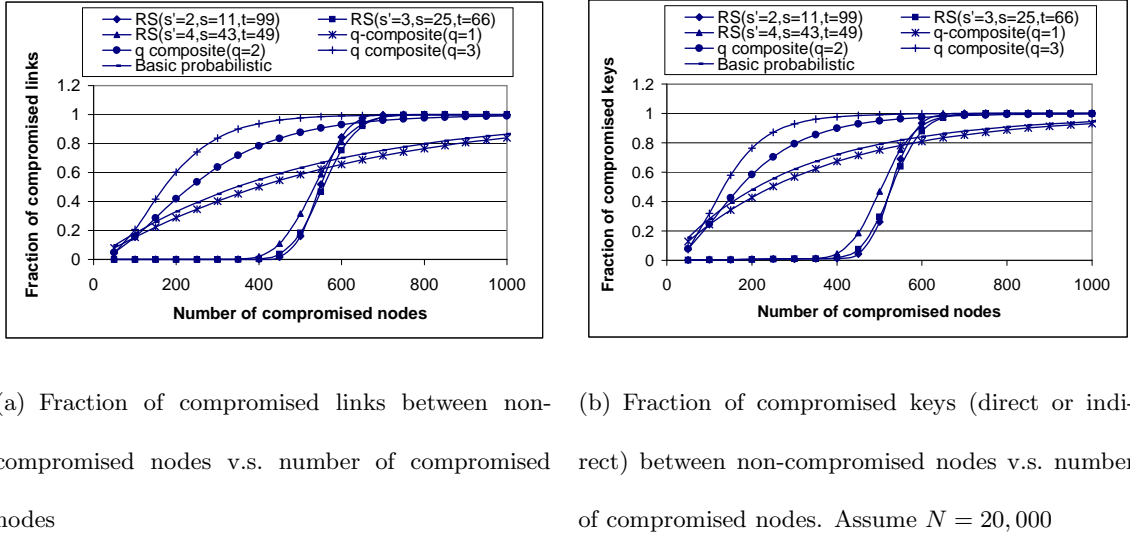 RS(s'=2,s=11,t=99) RS(s'=3,s=25,t=66)
RS(s'=4,s=43,t=49) q-composite(q=1)
q composite(q=2) q composite(q=3)
Basic probabilistic
Fraction of compromised links
1.2
1
0.8
0.6
0.4
0.2
0
0 200 400 600 800 1000
Number of compromised nodes
RS(s'=2,s=11,t=99) RS(s'=3,s=25,t=66)
RS(s'=4,s=43,t=49) q-composite(q=1)
q composite(q=2) q composite(q=3)
Basic probabilistic
Fraction of compromised keys
1.2
1
0.8
0.6
0.4
0.2
0
0 200 400 600 800 1000
Number of compromised nodes
(a) Fraction of compromised links between non-
compromised nodes v.s. number of compromised
nodes
(b) Fraction of compromised keys (direct or indi-
rect) between non-compromised nodes v.s. number
of compromised nodes. Assume N = 20, 000